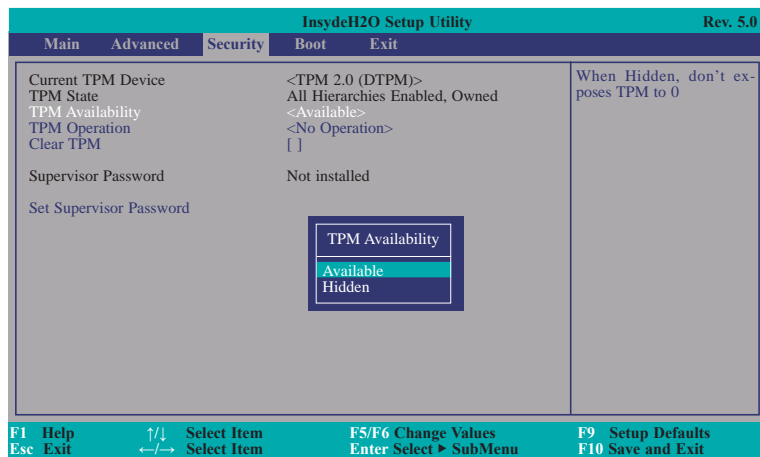 InsydeH2O Setup Utility Rev. 5.0
Main Advanced Security Boot Exit
Current TPM Device <TPM 2.0 (DTPM)>
TPM State All Hierarchies Enabled, Owned
TPM Availability <Available>
TPM Operation <No Operation>
Clear TPM [ ]
Supervisor Password Not installed
Set Supervisor Password
When Hidden, don't ex-
poses TPM to 0
TPM Availability
Available
Hidden
F1 Help ↑/↓ Select Item F5/F6 Change Values F9 Setup Defaults
Esc Exit ←/→ Select Item Enter Select ► SubMenu F10 Save and Exit